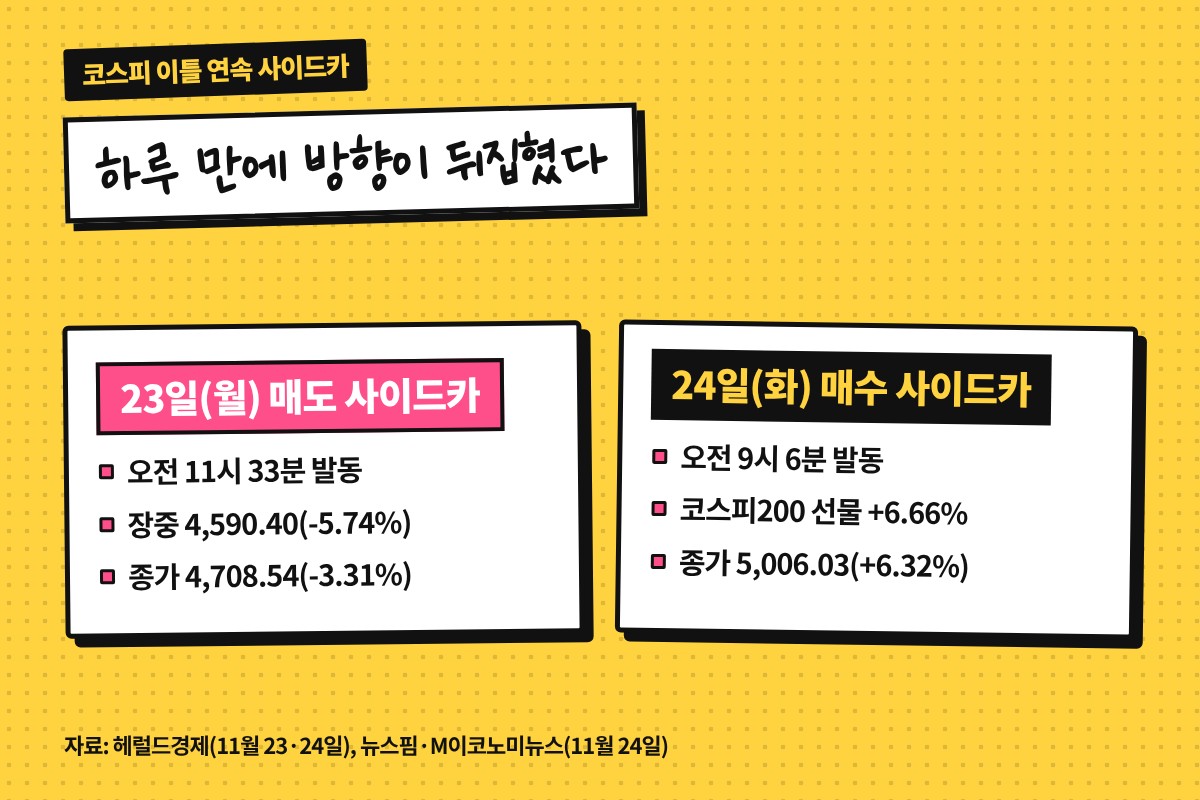 코스피 이틀 연속 사이드카
하루 만에 방향이 뒤집혔다
23일(월) 매도 사이드카
오전 11시 33분 발동
장중 4,590.40(-5.74%)
종가 4,708.54(-3.31%)
24일(화) 매수 사이드카
오전 9시 6분 발동
코스피200 선물 +6.66%
종가 5,006.03(+6.32%)
자료: 헤럴드경제(11월 23·24일), 뉴스핌·M이코노미뉴스(11월 24일)